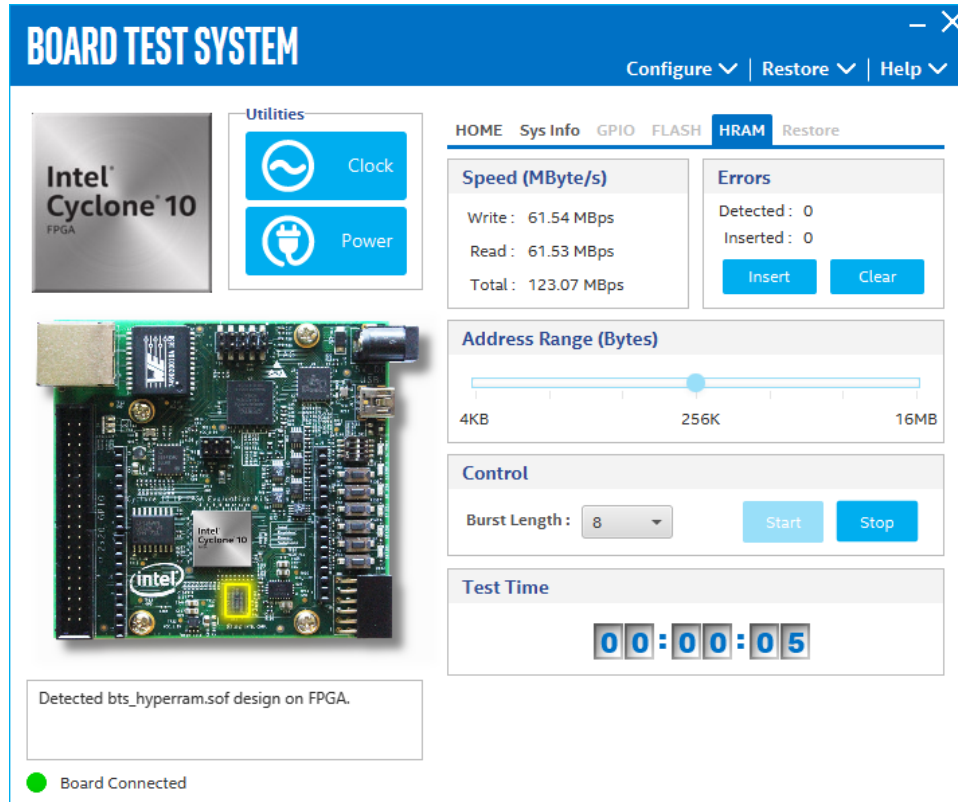 BOARD TEST SYSTEM
Configure | Restore | Help
Intel®
Cyclone® 10
FPGA
Utilities
Clock
Power
HOME Sys Info GPIO FLASH HRAM Restore
Speed (MByte/s)
Write : 61.54 MBps
Read : 61.53 MBps
Total : 123.07 MBps
Errors
Detected : 0
Inserted : 0
Insert Clear
Address Range (Bytes)
4KB 256K 16MB
Control
Burst Length : 8 Start Stop
Test Time
00:00:05
Intel
Cyclone 10
intel
Detected bts_hyperram.sof design on FPGA.
Board Connected